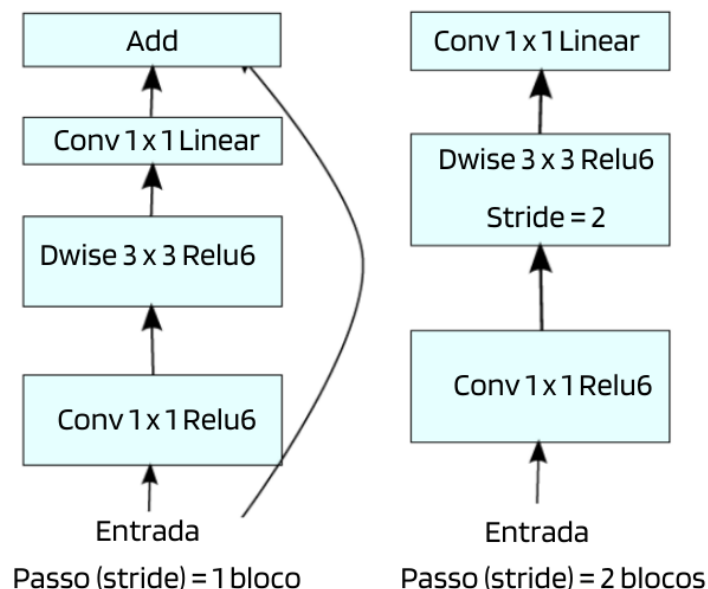 Add
Conv 1 x 1 Linear
Dwise 3 x 3 Relu6
Conv 1 x 1 Relu6
Entrada
Passo (stride) = 1 bloco
Conv 1 x 1 Linear
Dwise 3 x 3 Relu6
Stride = 2
Conv 1 x 1 Relu6
Entrada
Passo (stride) = 2 blocos